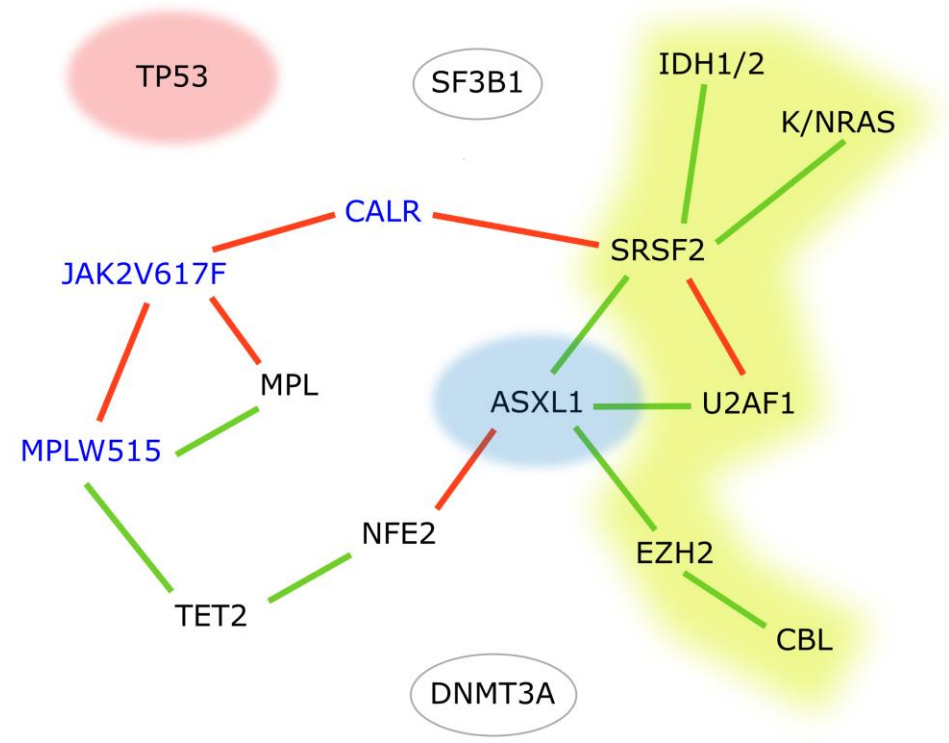 TP53
SF3B1
IDH1/2
K/NRAS
CALR
SRSF2
JAK2V617F
MPL
ASXL1
U2AF1
MPLW515
NFE2
EZH2
TET2
CBL
DNMT3A